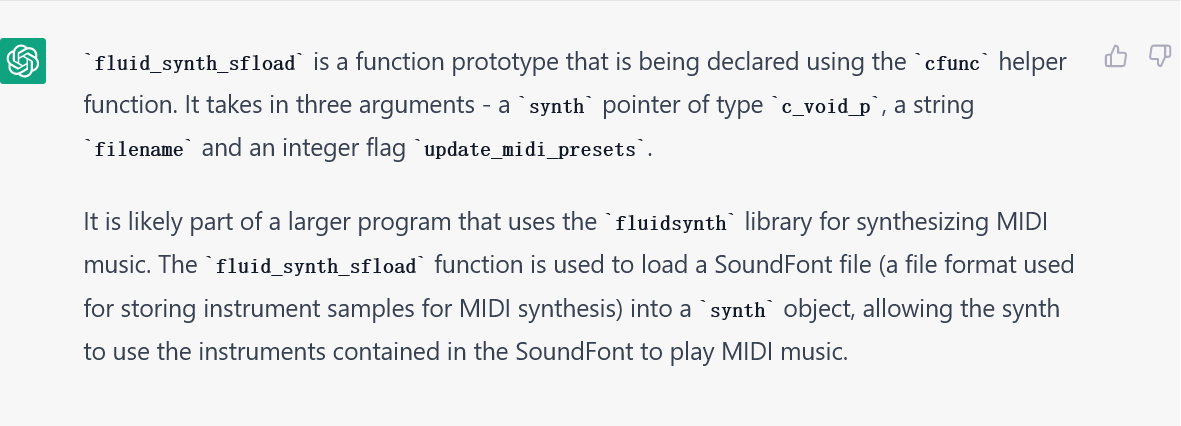 `fluid_synth_sfload` is a function prototype that is being declared using the `cfunc` helper
function. It takes in three arguments - a `synth` pointer of type `c_void_p`, a string
`filename` and an integer flag `update_midi_presets`.
It is likely part of a larger program that uses the `fluidsynth` library for synthesizing MIDI
music. The `fluid_synth_sfload` function is used to load a SoundFont file (a file format used
for storing instrument samples for MIDI synthesis) into a `synth` object, allowing the synth
to use the instruments contained in the SoundFont to play MIDI music.